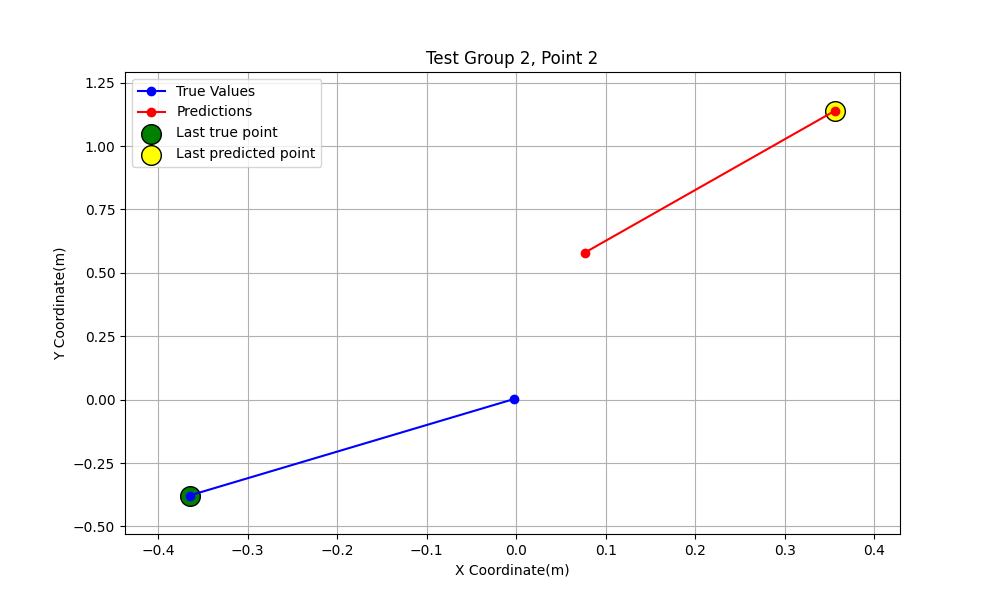 Test Group 2, Point 2
True Values
Predictions
Last true point
Last predicted point
Y Coordinate(m)
1.25
1.00
0.75
0.50
0.25
0.00
−0.25
−0.50
−0.4 −0.3 −0.2 −0.1 0.0 0.1 0.2 0.3 0.4
X Coordinate(m)